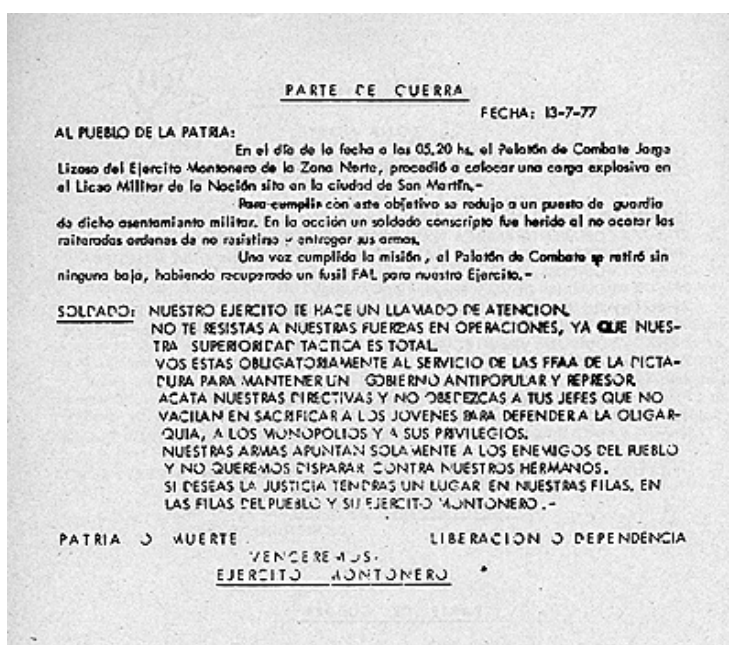 PARTE DE GUERRA
FECHA: 13-7-77
AL PUEBLO DE LA PATRIA:
En el día de la fecha a las 05,20 hs. el Pelotón de Combate Jorge
Lizaso del Ejercito Montonero de la Zona Norte, procedió a colocar una carga explosiva en
el Liceo Militar de la Nación sito en la ciudad de San Martín.-
Para cumplir con este objetivo se redujo a un puesto de guardia
de dicho asentamiento militar. En la acción un soldado conscripto fue herido al no acatar las
reiteradas ordenes de no resistirse y entregar sus armas.
Una vez cumplida la misión , el Pelotón de Combate se retiró sin
ninguna baja, habiendo recuperado un fusil FAL para nuestro Ejercito.-
SOLDADO: NUESTRO EJERCITO TE HACE UN LLAMADO DE ATENCION.
NO TE RESISTAS A NUESTRAS FUERZAS EN OPERACIONES, YA QUE NUES-
TRA SUPERIORIDAD TACTICA ES TOTAL.
VOS ESTAS OBLIGATORIAMENTE AL SERVICIO DE LAS FFAA DE LA DICTA-
DURA PARA MANTENER UN GOBIERNO ANTIPOPULAR Y REPRESOR.
ACATA NUESTRAS DIRECTIVAS Y NO OBEDEZCAS A TUS JEFES QUE NO
VACILAN EN SACRIFICAR A LOS JOVENES PARA DEFENDER A LA OLIGAR-
QUIA, A LOS MONOPOLIOS Y A SUS PRIVILEGIOS.
NUESTRAS ARMAS APUNTAN SOLAMENTE A LOS ENEMIGOS DEL PUEBLO
Y NO QUEREMOS DISPARAR CONTRA NUESTROS HERMANOS.
SI DESEAS LA JUSTICIA TENDRAS UN LUGAR EN NUESTRAS FILAS, EN
LAS FILAS DEL PUEBLO Y SU EJERCITO MONTONERO .-
PATRIA O MUERTE LIBERACION O DEPENDENCIA
VENCEREMOS
EJERCITO MONTONERO